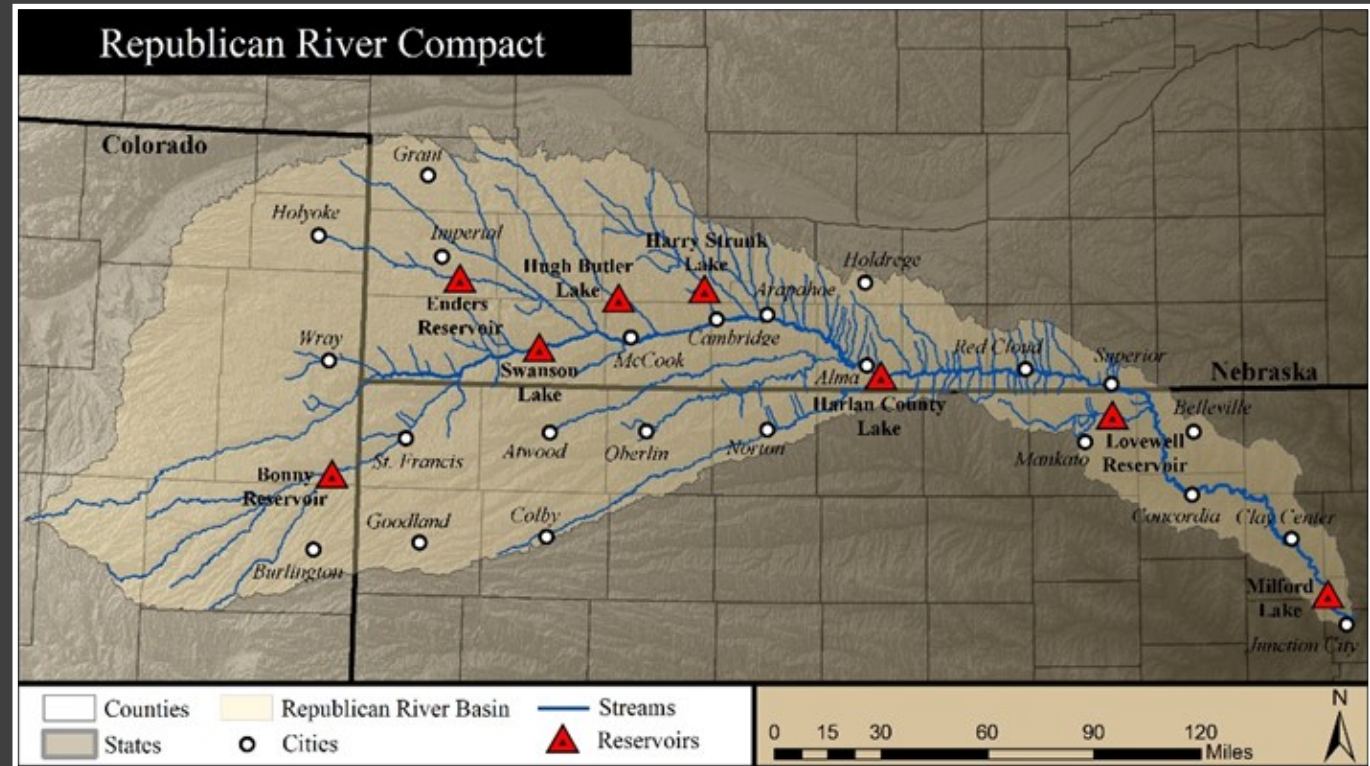 Republican River Compact
Colorado
Grant
Holyoke
Imperial
Harry Strunk
Lake
Hugh Butler
Lake
Holdrege
Enders
Reservoir
Arapahoe
Wray
Cambridge
McCook
Swanson
Lake
Red Cloud
Superior
Alma
Nebraska
Harlan County
Lake
Belleville
St. Francis
Atwood
Oberlin
Norton
Mankato
Lovewell
Reservoir
Bonny
Reservoir
Goodland
Colby
Concordia
Clay Center
Burlington
Milford
Lake
Junction City
Counties
Republican River Basin
Streams
States
Cities
Reservoirs
N
0 15 30 60 90 120
Miles